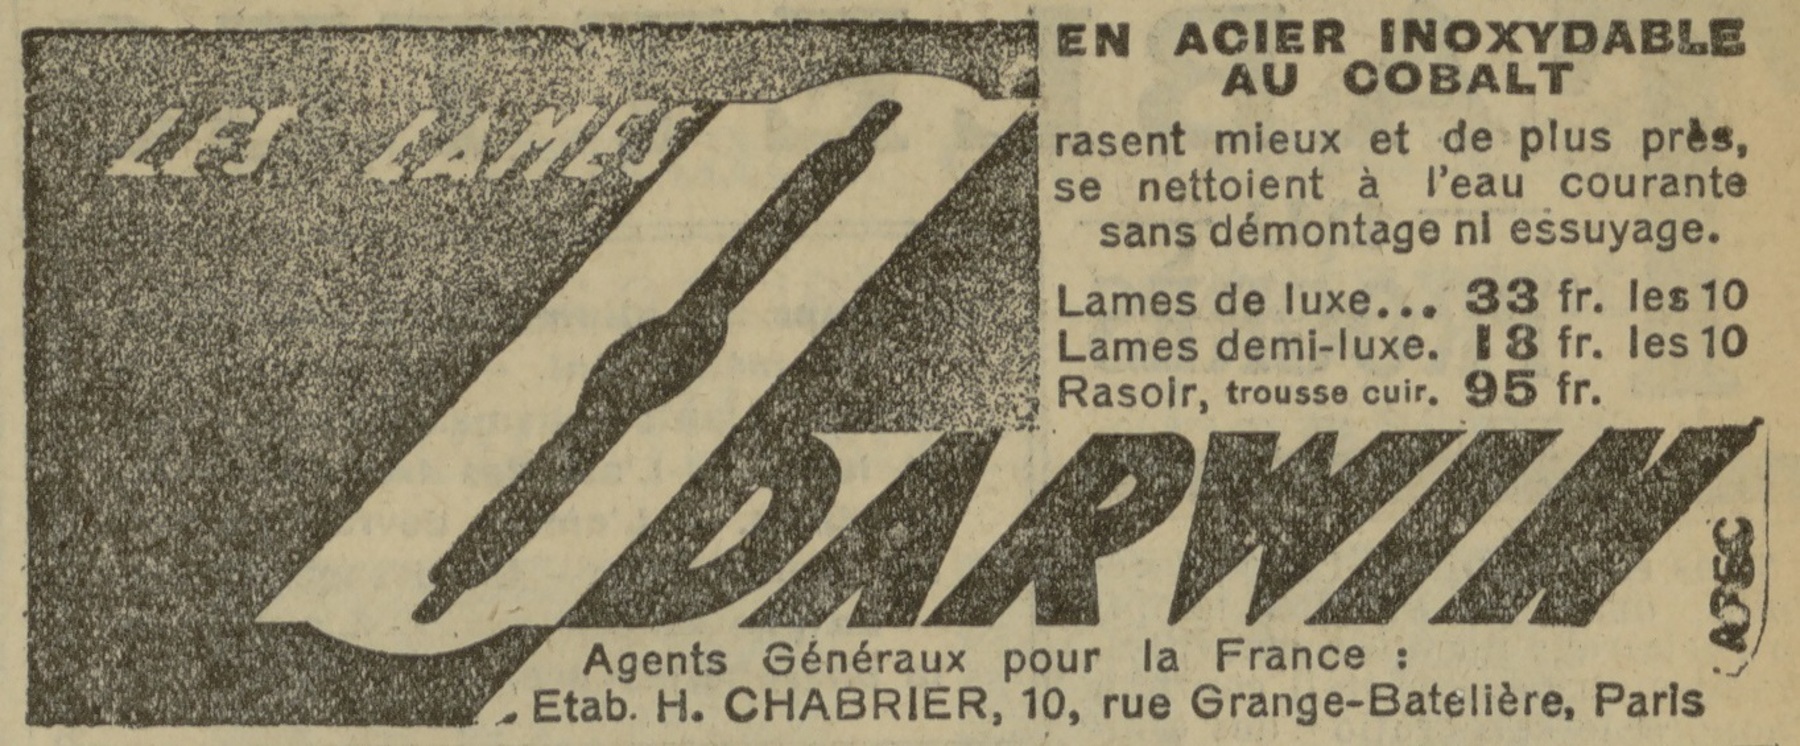 LES LAMES
DARWIN
EN ACIER INOXYDABLE
AU COBALT
rasent mieux et de plus près,
se nettoient à l'eau courante
sans démontage ni essuyage.
Lames de luxe... 33 fr. les 10
Lames demi-luxe. 18 fr. les 10
Rasoir, trousse cuir. 95 fr.
Agents Généraux pour la France :
Etab. H. CHABRIER, 10, rue Grange-Batelière, Paris